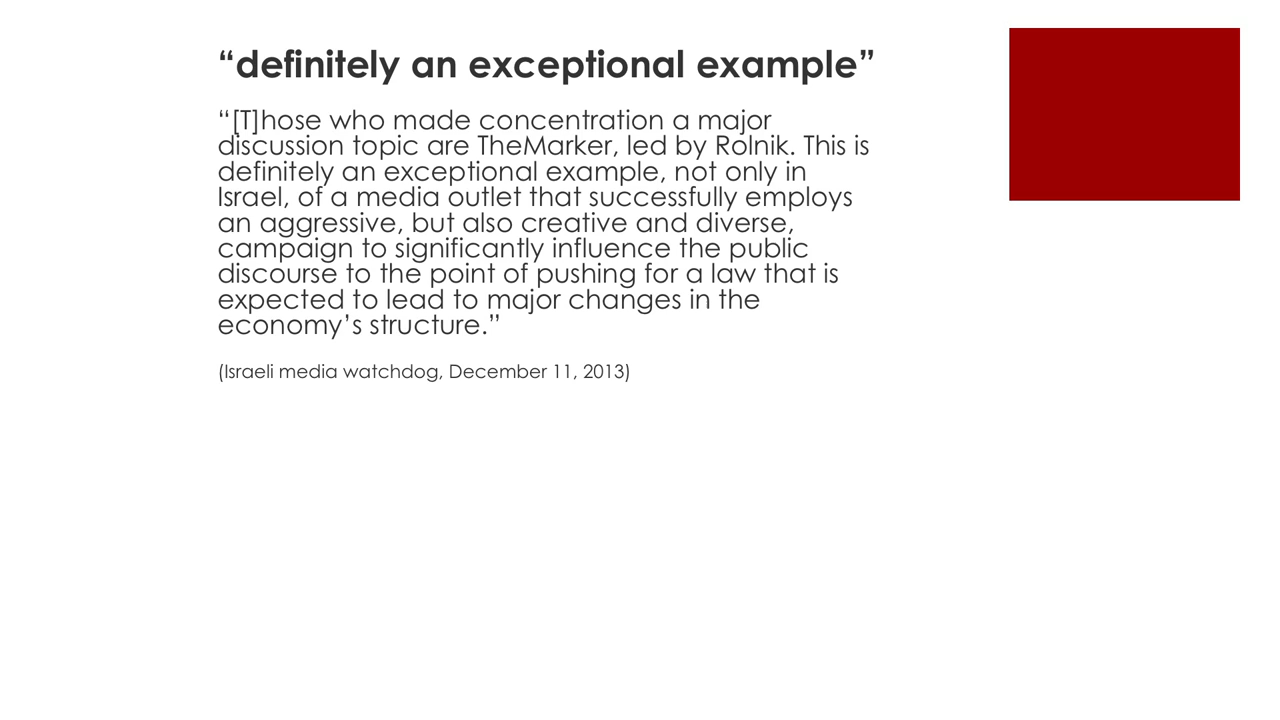 “definitely an exceptional example”
“[T]hose who made concentration a major
discussion topic are TheMarker, led by Rolnik. This is
definitely an exceptional example, not only in
Israel, of a media outlet that successfully employs
an aggressive, but also creative and diverse,
campaign to significantly influence the public
discourse to the point of pushing for a law that is
expected to lead to major changes in the
economy’s structure.”
(Israeli media watchdog, December 11, 2013)